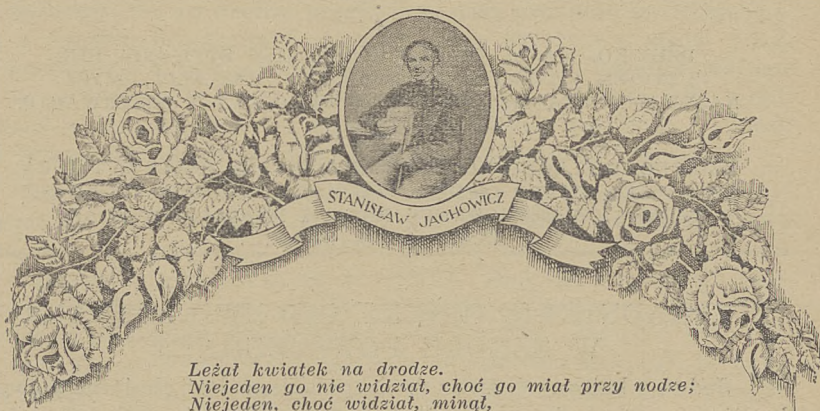 STANISŁAW JACHOWICZ
Leżał kwiatek na drodze.
Niejeden go nie widział, choć go miał przy nodze;
Niejeden, choć widział, minął,